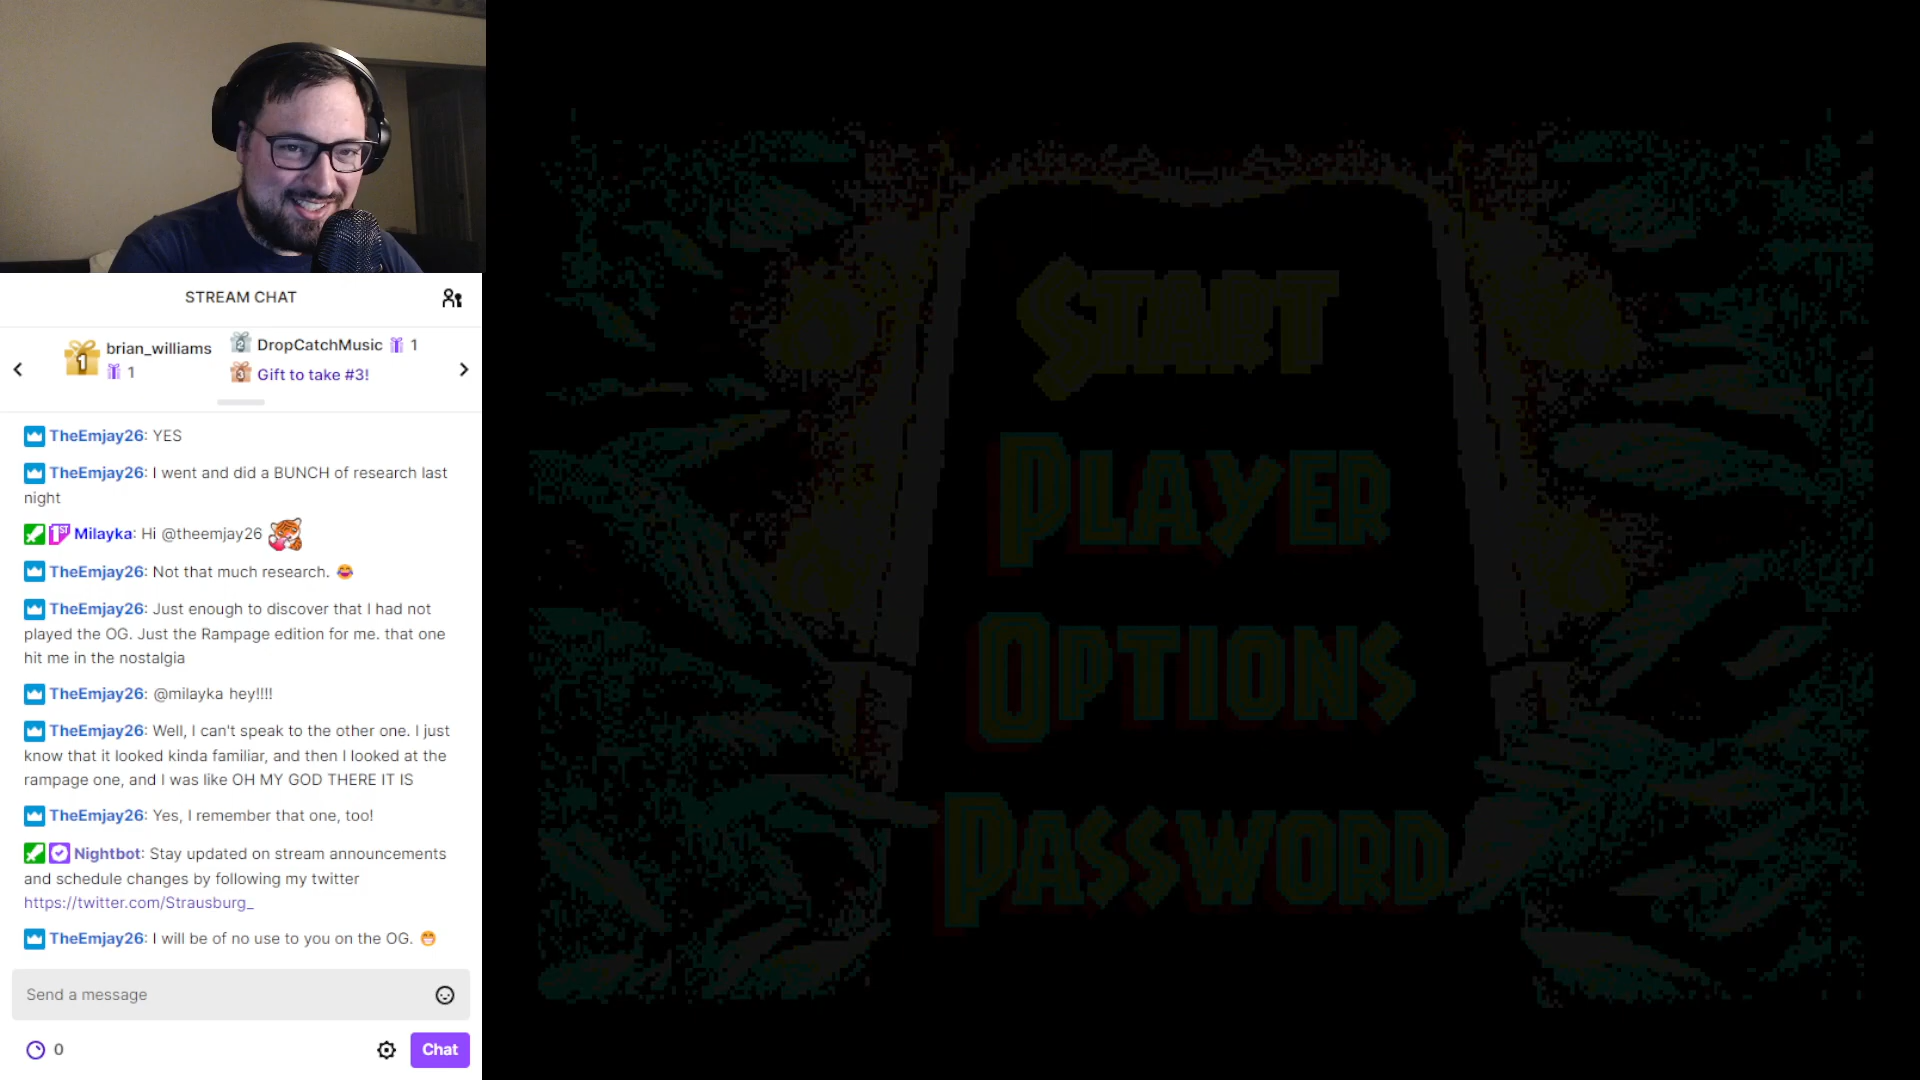 STREAM CHAT
1
brian_williams
1
2
DropCatchMusic 1
3
Gift to take #3!
TheEmjay26: YES
TheEmjay26: I went and did a BUNCH of research last
night
1ST Milayka: Hi @theemjay26
TheEmjay26: Not that much research. 😂
TheEmjay26: Just enough to discover that I had not
played the OG. Just the Rampage edition for me. that one
hit me in the nostalgia
TheEmjay26: @milayka hey!!!!
TheEmjay26: Well, I can't speak to the other one. I just
know that it looked kinda familiar, and then I looked at the
rampage one, and I was like OH MY GOD THERE IT IS
TheEmjay26: Yes, I remember that one, too!
Nightbot: Stay updated on stream announcements
and schedule changes by following my twitter
https://twitter.com/Strausburg_
TheEmjay26: I will be of no use to you on the OG. 😁
Send a message
0
Chat
START
PLAYER
OPTIONS
PASSWORD